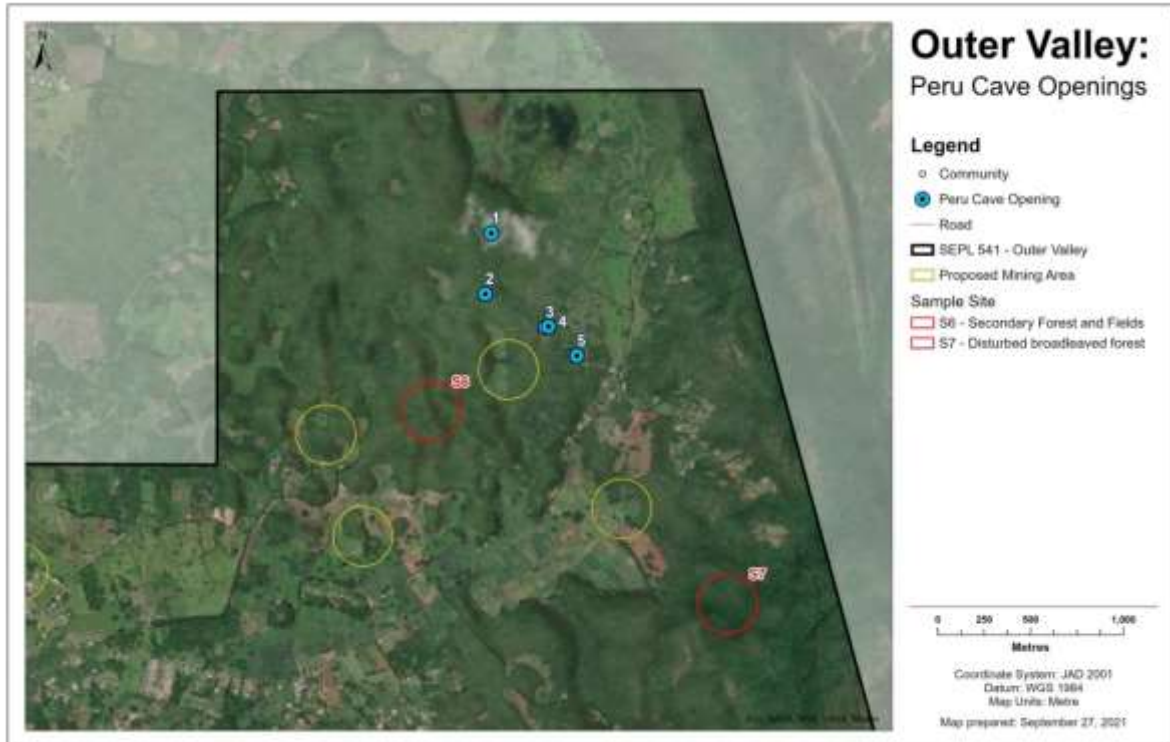 N
Outer Valley:
Peru Cave Openings
Legend
Community
Peru Cave Opening
Road
SEPL 541 - Outer Valley
Proposed Mining Area
Sample Site
S6 - Secondary Forest and Fields
S7 - Disturbed broadleaved forest
1
2
3
4
5
S6
S7
0 250 500 1,000
Metres
Coordinate System: JAD 2001
Datum: WGS 1984
Map Units: Metre
Map prepared: September 27, 2021